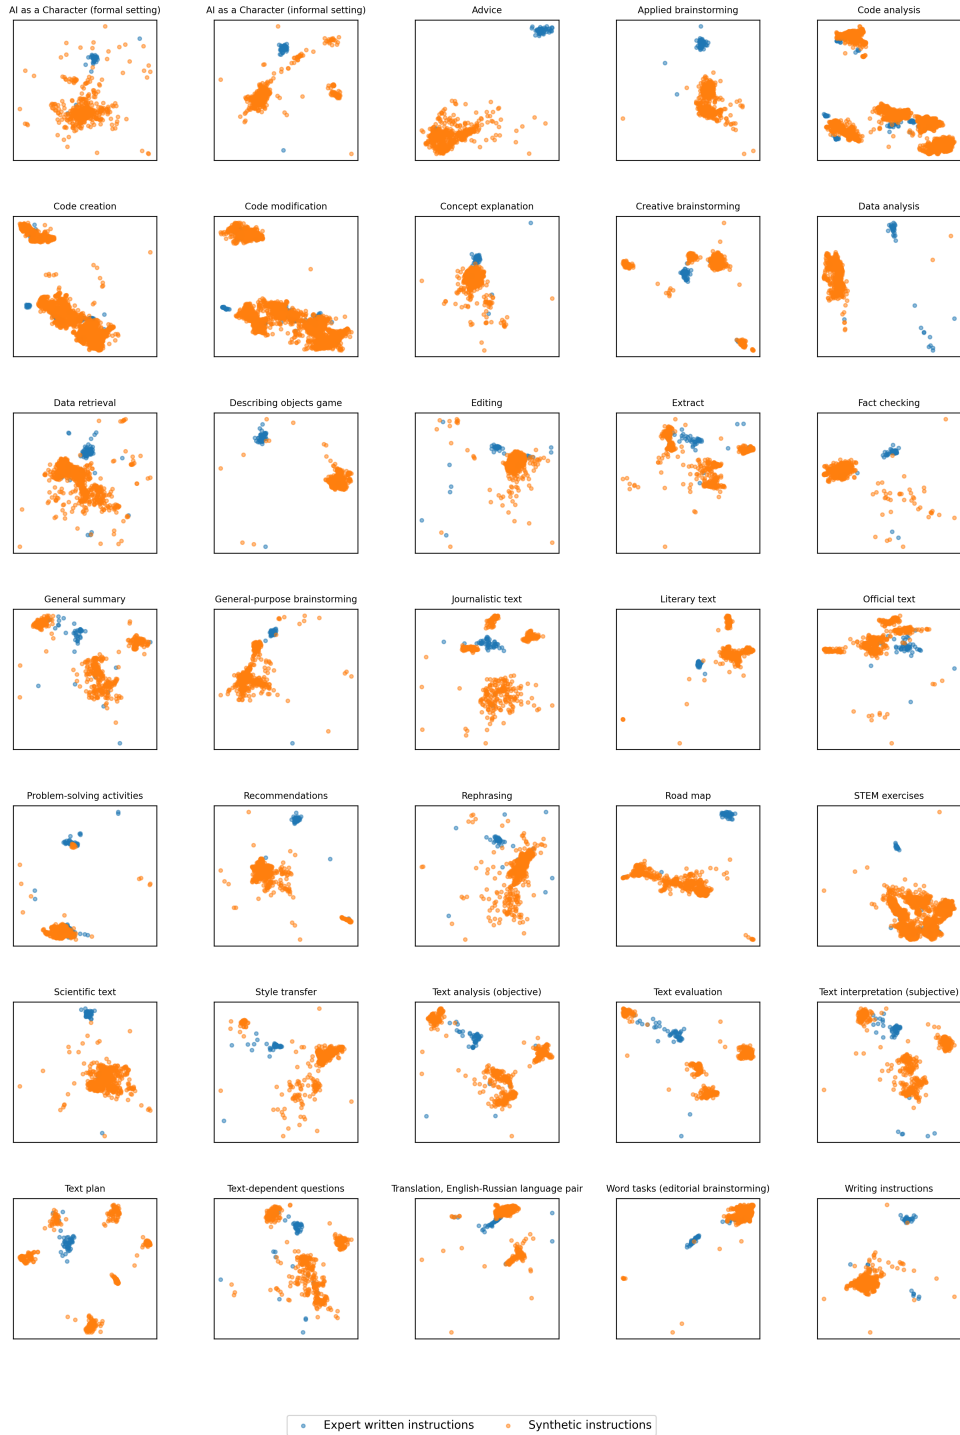 AI as a Character (formal setting)
AI as a Character (informal setting)
Advice
Applied brainstorming
Code analysis
Code creation
Code modification
Concept explanation
Creative brainstorming
Data analysis
Data retrieval
Describing objects game
Editing
Extract
Fact checking
General summary
General-purpose brainstorming
Journalistic text
Literary text
Official text
Problem-solving activities
Recommendations
Rephrasing
Road map
STEM exercises
Scientific text
Style transfer
Text analysis (objective)
Text evaluation
Text interpretation (subjective)
Text plan
Text-dependent questions
Translation, English-Russian language pair
Word tasks (editorial brainstorming)
Writing instructions
Expert written instructions
Synthetic instructions